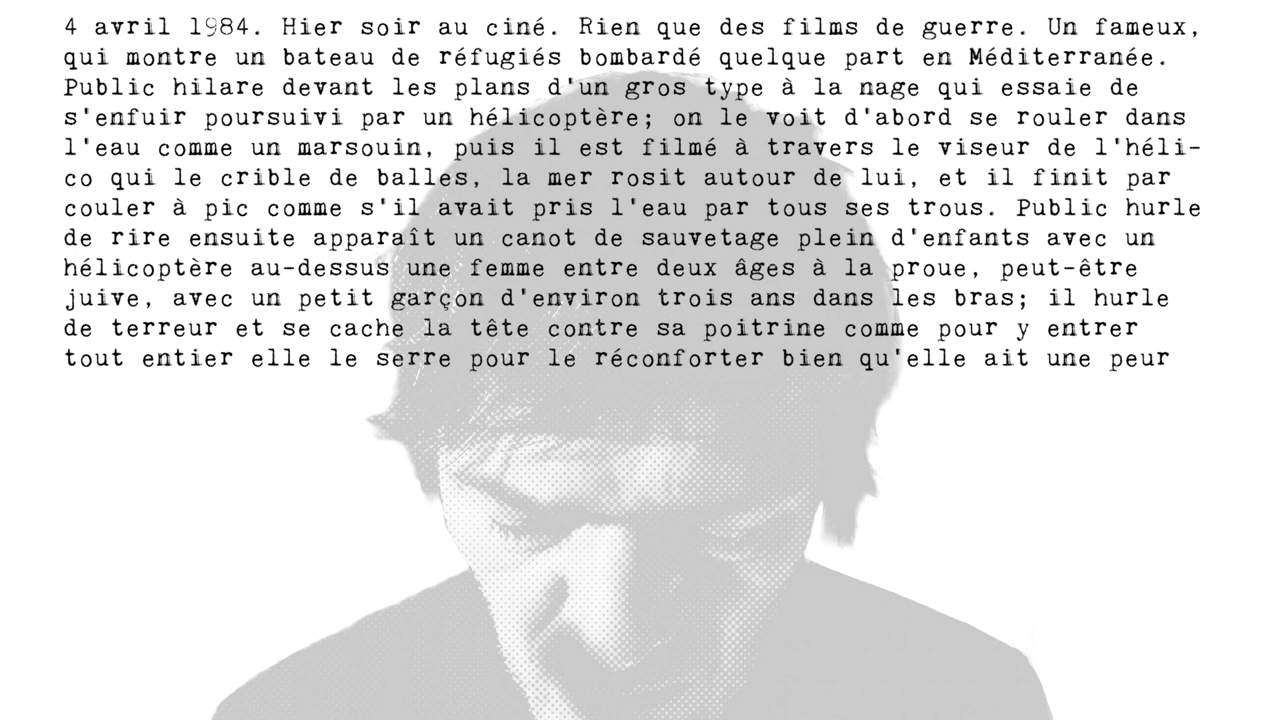 4 avril 1984. Hier soir au ciné. Rien que des films de guerre. Un fameux,
qui montre un bateau de réfugiés bombardé quelque part en Méditerranée.
Public hilare devant les plans d'un gros type à la nage qui essaie de
s'enfuir poursuivi par un hélicoptère; on le voit d'abord se rouler dans
l'eau comme un marsouin, puis il est filmé à travers le viseur de l'héli-
co qui le crible de balles, la mer rosit autour de lui, et il finit par
couler à pic comme s'il avait pris l'eau par tous ses trous. Public hurle
de rire ensuite apparaît un canot de sauvetage plein d'enfants avec un
hélicoptère au-dessus une femme entre deux âges à la proue, peut-être
juive, avec un petit garçon d'environ trois ans dans les bras; il hurle
de terreur et se cache la tête contre sa poitrine comme pour y entrer
tout entier elle le serre pour le réconforter bien qu'elle ait une peur